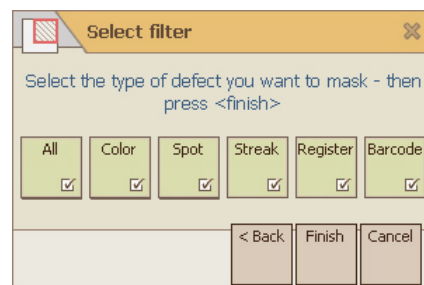 Select filter
Select the type of defect you want to mask - then
press <finish>
All Color Spot Streak Register Barcode
< Back Finish Cancel